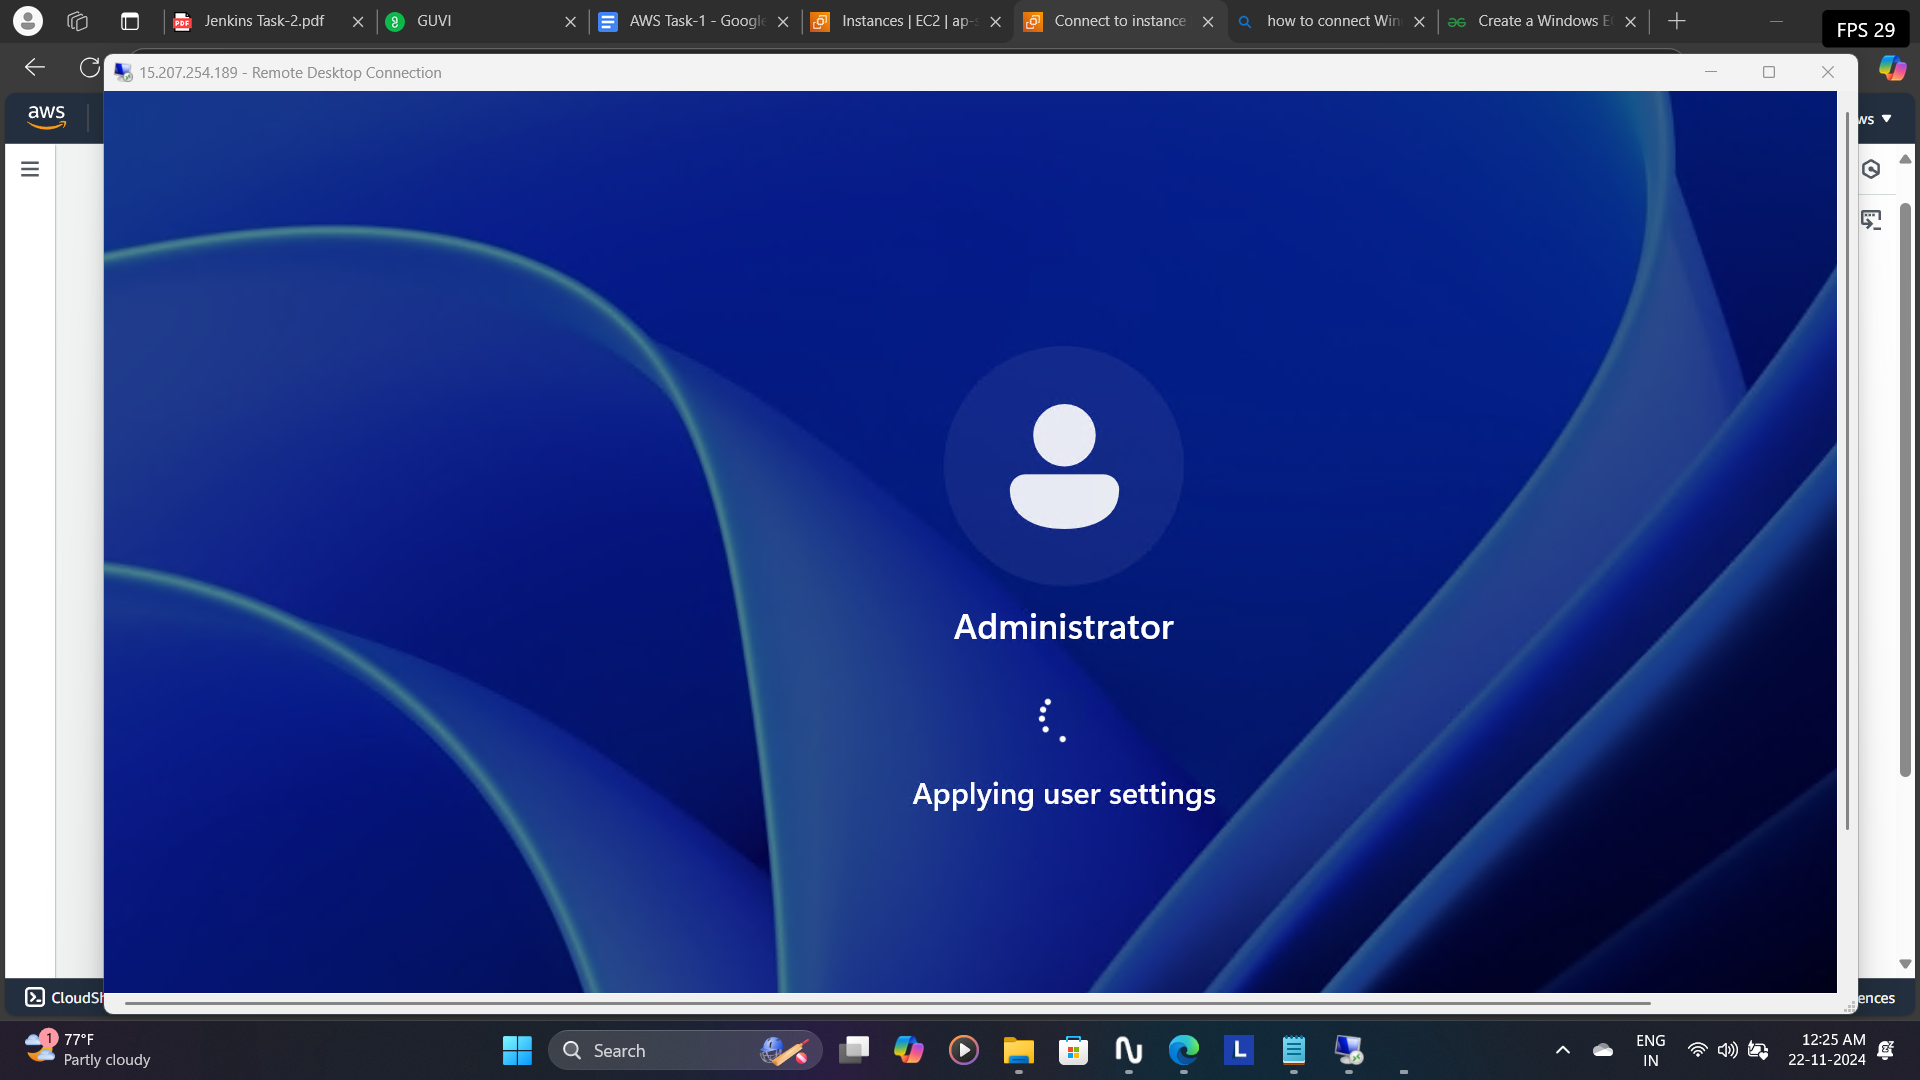 Jenkins Task-2.pdf
GUVI
AWS Task-1 - Google
Instances | EC2 | ap-s
Connect to instance
how to connect Win
Create a Windows EC
FPS 29
15.207.254.189 - Remote Desktop Connection
aws
ws
Administrator
Applying user settings
CloudSh
ences
1
77°F
Partly cloudy
Search
L
ENG
IN
12:25 AM
22-11-2024